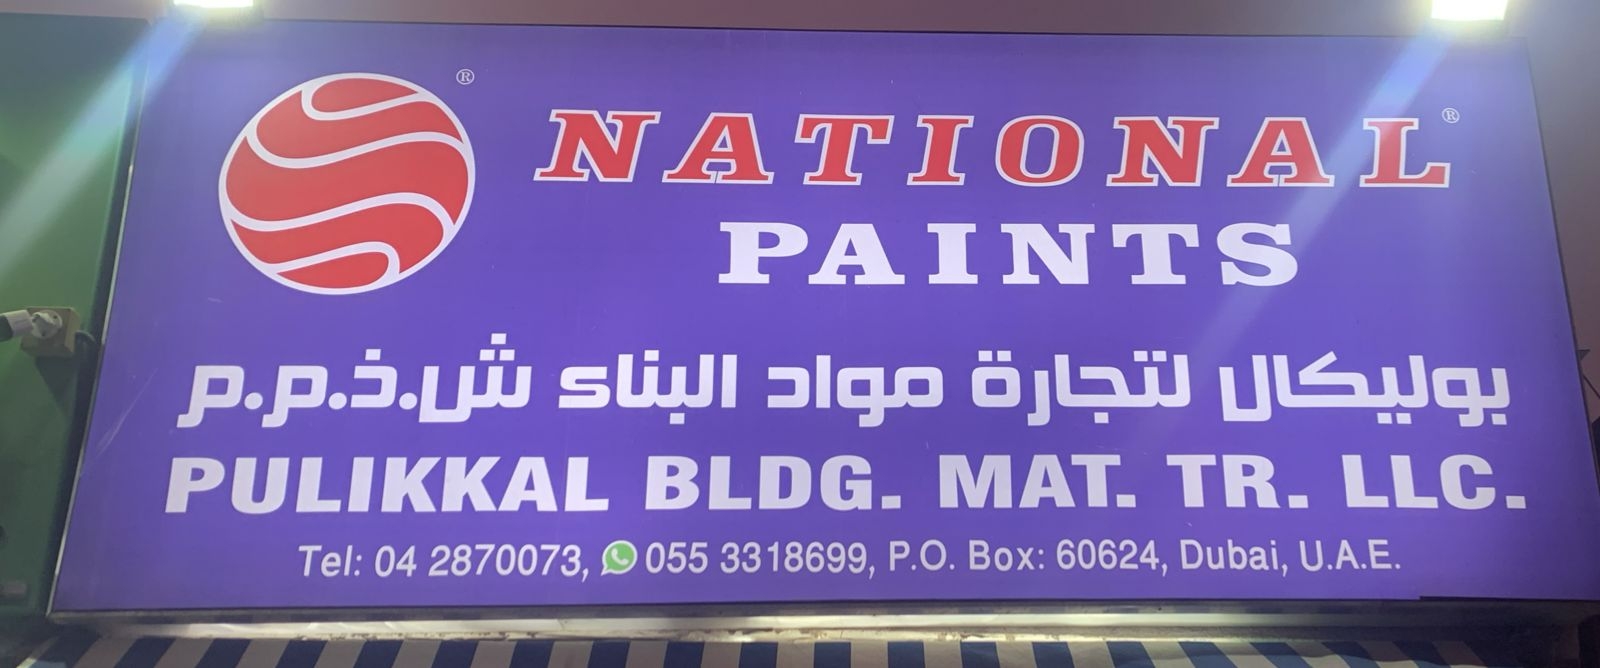 NATIONAL®
PAINTS
بوليكال لتجارة مواد البناء ش.ذ.م.م
PULIKKAL BLDG. MAT. TR. LLC.
Tel: 04 2870073, 055 3318699, P.O. Box: 60624, Dubai, U.A.E.